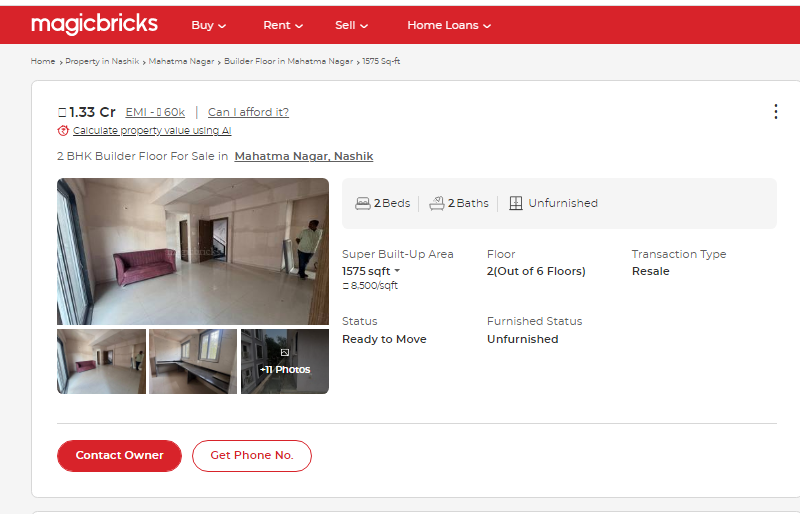 magicbricks Buy Rent Sell Home Loans
Home › Property in Nashik › Mahatma Nagar › Builder Floor in Mahatma Nagar › 1575 Sq-ft
1.33 Cr EMI - 60k | Can I afford it?
Calculate property value using AI
2 BHK Builder Floor For Sale in Mahatma Nagar, Nashik
magicbricks
+11 Photos
2 Beds 2 Baths Unfurnished
Super Built-Up Area Floor Transaction Type
1575 sqft 2(Out of 6 Floors) Resale
8,500/sqft
Status Furnished Status
Ready to Move Unfurnished
Contact Owner Get Phone No.